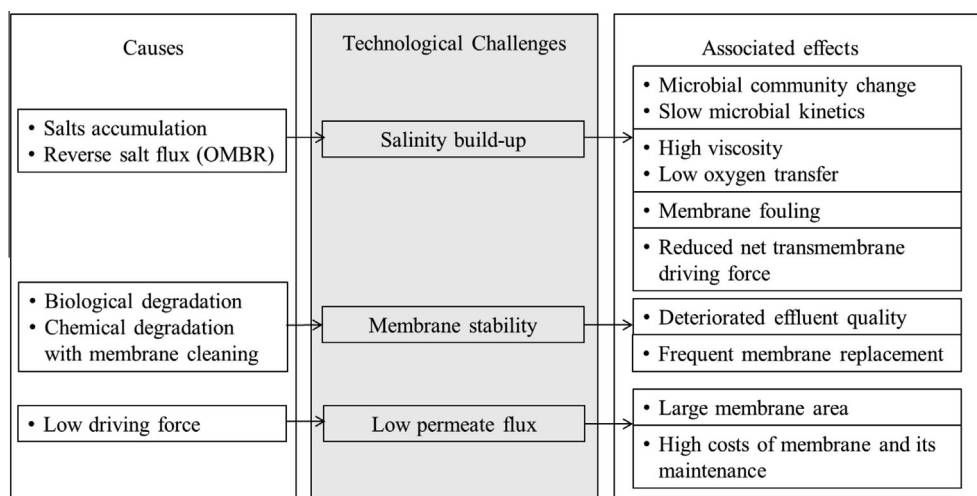 Causes
Technological Challenges
Associated effects
• Salts accumulation
• Reverse salt flux (OMBR)
Salinity build-up
• Microbial community change
• Slow microbial kinetics
• High viscosity
• Low oxygen transfer
• Membrane fouling
• Reduced net transmembrane
driving force
• Biological degradation
• Chemical degradation
with membrane cleaning
Membrane stability
• Deteriorated effluent quality
• Frequent membrane replacement
• Low driving force
Low permeate flux
• Large membrane area
• High costs of membrane and its
maintenance